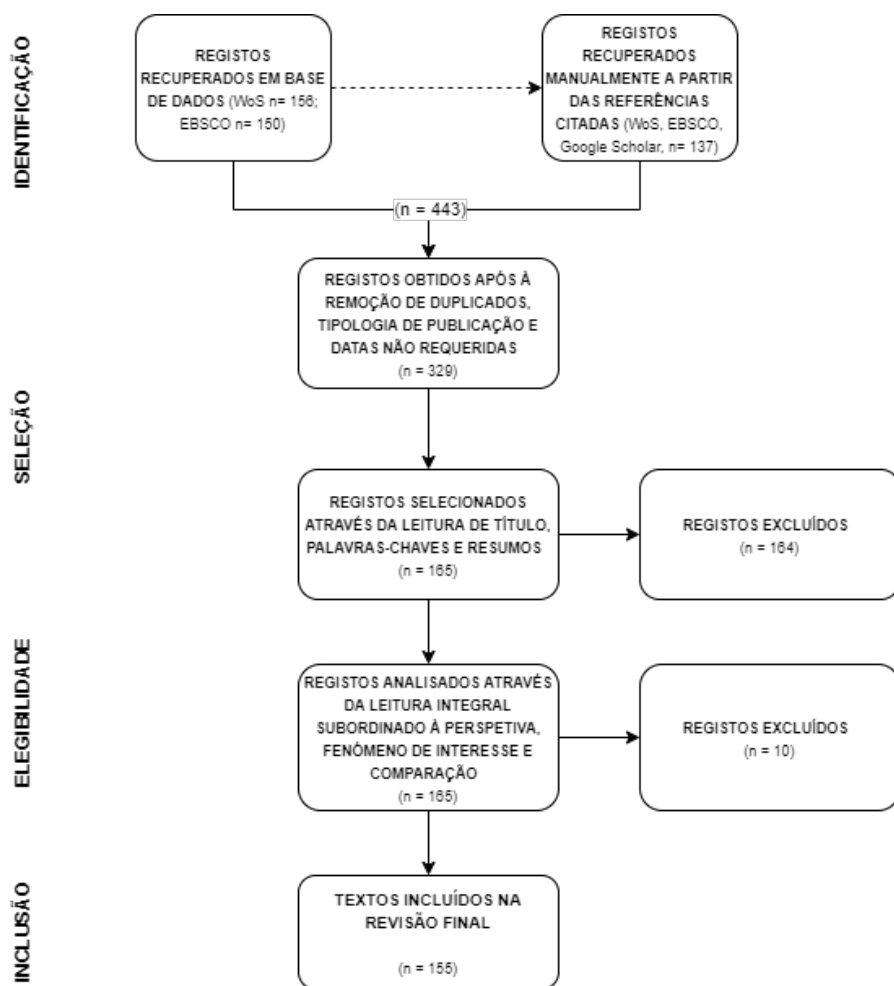 IDENTIFICAÇÃO
REGISTOS
RECUPERADOS EM BASE
DE DADOS (WoS n= 156;
EBSCO n= 150)
REGISTOS
RECUPERADOS
MANUALMENTE A PARTIR
DAS REFERÊNCIAS
CITADAS (WoS, EBSCO,
Google Scholar, n= 137)
(n = 443)
REGISTOS OBTIDOS APÓS À
REMOÇÃO DE DUPLICADOS,
TIPOLOGIA DE PUBLICAÇÃO E
DATAS NÃO REQUERIDAS
(n = 329)
SELEÇÃO
REGISTOS SELECIONADOS
ATRAVÉS DA LEITURA DE TÍTULO,
PALAVRAS-CHAVES E RESUMOS
(n = 165)
REGISTOS EXCLUÍDOS
(n = 164)
ELEGIBILIDADE
REGISTOS ANALISADOS ATRAVÉS
DA LEITURA INTEGRAL
SUBORDINADO À PERSPETIVA,
FENÓMENO DE INTERESSE E
COMPARAÇÃO
(n = 165)
REGISTOS EXCLUÍDOS
(n = 10)
INCLUSÃO
TEXTOS INCLUÍDOS NA
REVISÃO FINAL
(n = 155)